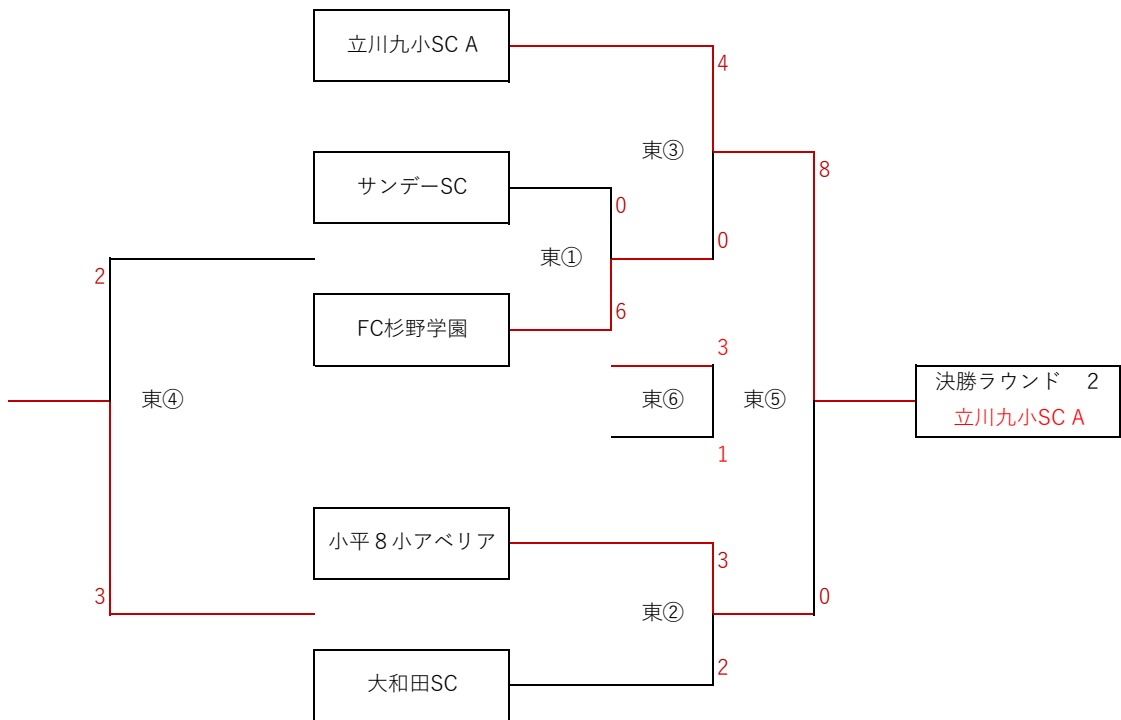 立川九小SC A
4
東③
サンデーSC
8
0
0
東①
2
6
FC杉野学園
3
決勝ラウンド　2
東④
東⑥
東⑤
立川九小SC A
1
小平８小アベリア
3
3
0
東②
2
大和田SC